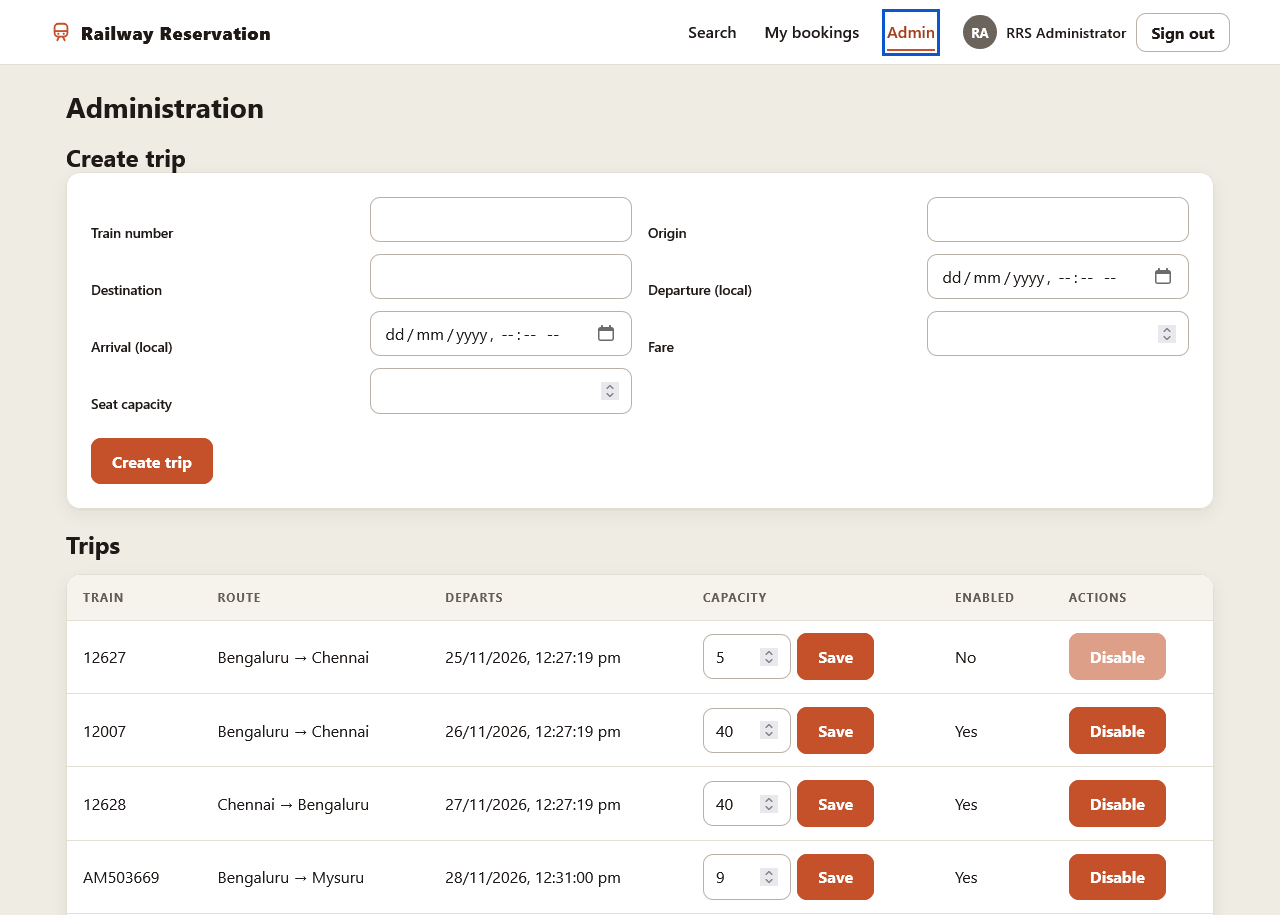 Railway Reservation
Search My bookings Admin RA RRS Administrator Sign out
Administration
Create trip
Train number Origin
Destination Departure (local) dd/mm/yyyy, --:-- --
Arrival (local) dd/mm/yyyy, --:-- -- Fare
Seat capacity
Create trip
Trips
TRAIN ROUTE DEPARTS CAPACITY ENABLED ACTIONS
12627 Bengaluru → Chennai 25/11/2026, 12:27:19 pm 5 Save No Disable
12007 Bengaluru → Chennai 26/11/2026, 12:27:19 pm 40 Save Yes Disable
12628 Chennai → Bengaluru 27/11/2026, 12:27:19 pm 40 Save Yes Disable
AM503669 Bengaluru → Mysuru 28/11/2026, 12:31:00 pm 9 Save Yes Disable